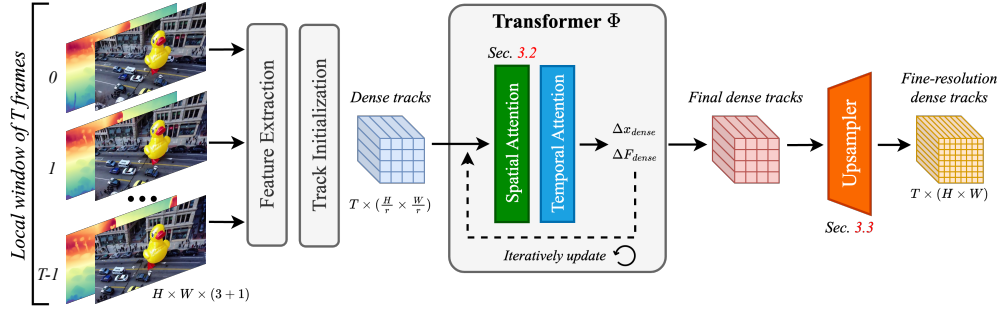 Local window of T frames
0
1
T-1
H × W × (3 + 1)
Feature Extraction
Track Initialization
Dense tracks
T × (H/r × W/r)
Transformer Φ
Sec. 3.2
Spatial Attention
Temporal Attention
Δx_dense
ΔF_dense
Iteratively update
Final dense tracks
Upsampler
Sec. 3.3
Fine-resolution
dense tracks
T × (H × W)